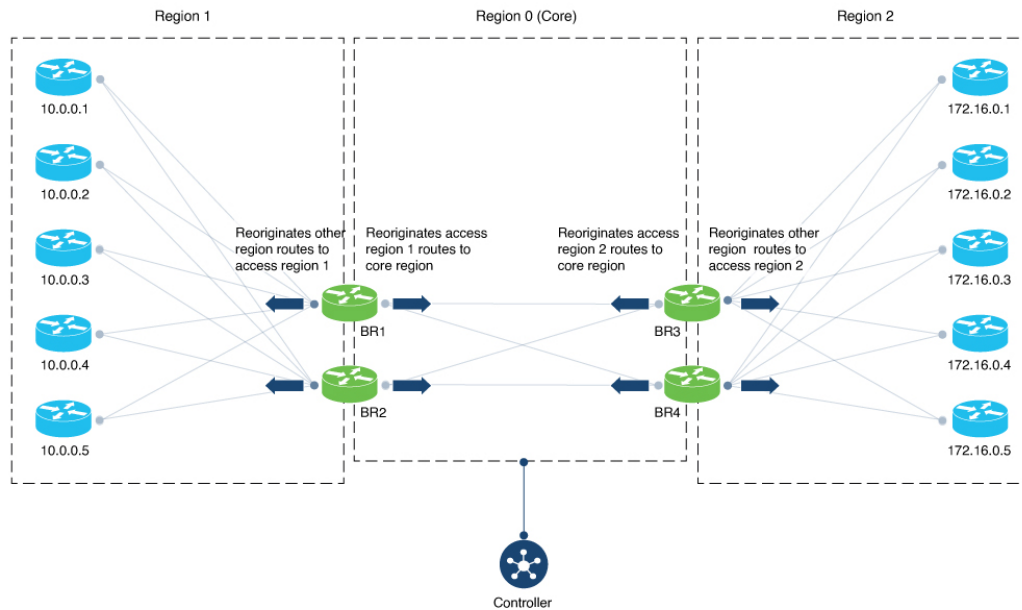 Region 1
Region 0 (Core)
Region 2
10.0.0.1
10.0.0.2
10.0.0.3
10.0.0.4
10.0.0.5
Reoriginates other
region routes to
access region 1
Reoriginates access
region 1 routes to
core region
Reoriginates access
region 2 routes to
core region
Reoriginates other
region routes to
access region 2
BR1
BR2
BR3
BR4
172.16.0.1
172.16.0.2
172.16.0.3
172.16.0.4
172.16.0.5
Controller